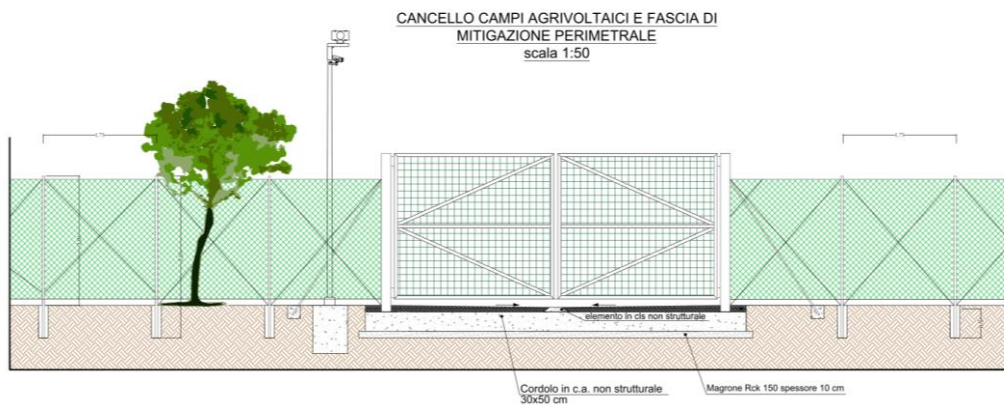 CANCELLO CAMPI AGRIVOLTAICI E FASCIA DI
MITIGAZIONE PERIMETRALE
scala 1:50
elemento in cls non strutturale
Cordolo in c.a. non strutturale
30x50 cm
Magrone Rck 150 spessore 10 cm